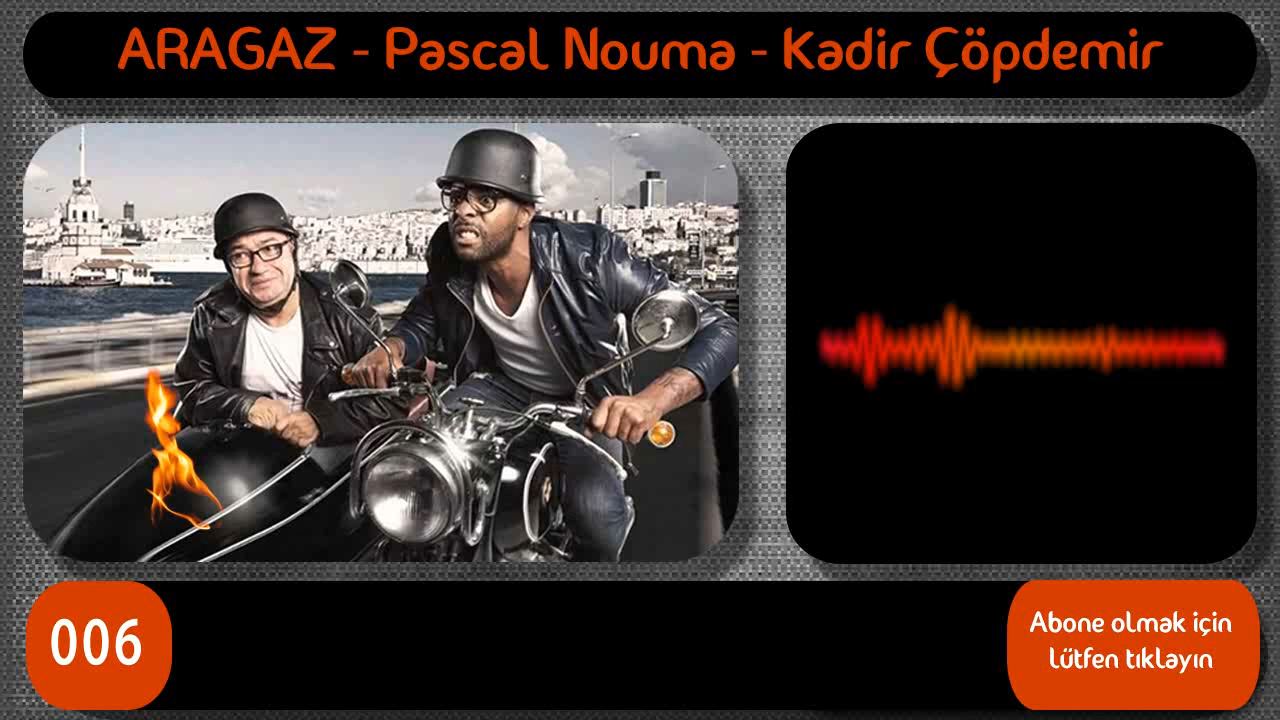 ARAGAZ - Pascal Nouma - Kadir Çöpdemir
006
Abone olmak için
Lütfen tıklayın